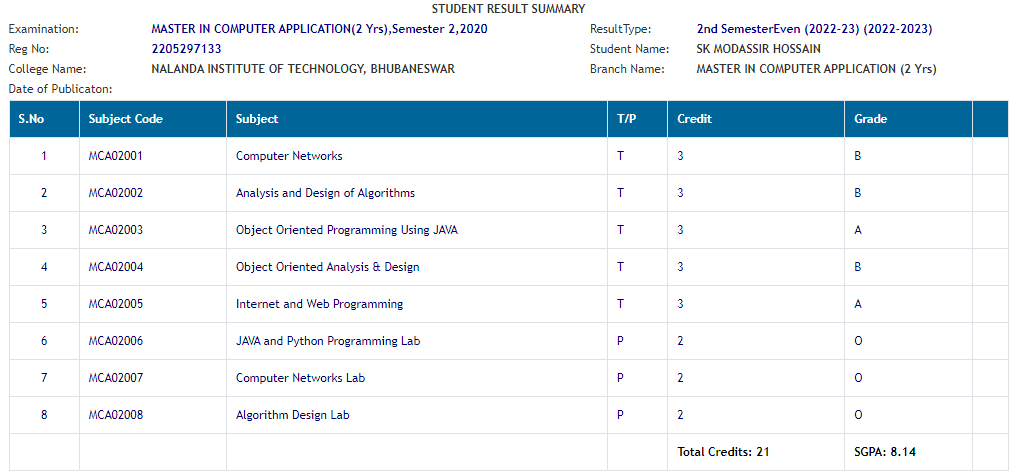 STUDENT RESULT SUMMARY
Examination: MASTER IN COMPUTER APPLICATION(2 Yrs),Semester 2,2020 ResultType: 2nd SemesterEven (2022-23) (2022-2023)
Reg No: 2205297133 Student Name: SK MODASSIR HOSSAIN
College Name: NALANDA INSTITUTE OF TECHNOLOGY, BHUBANESWAR Branch Name: MASTER IN COMPUTER APPLICATION (2 Yrs)
Date of Publicaton:
S.No Subject Code Subject T/P Credit Grade
1 MCA02001 Computer Networks T 3 B
2 MCA02002 Analysis and Design of Algorithms T 3 B
3 MCA02003 Object Oriented Programming Using JAVA T 3 A
4 MCA02004 Object Oriented Analysis & Design T 3 B
5 MCA02005 Internet and Web Programming T 3 A
6 MCA02006 JAVA and Python Programming Lab P 2 O
7 MCA02007 Computer Networks Lab P 2 O
8 MCA02008 Algorithm Design Lab P 2 O
Total Credits: 21 SGPA: 8.14